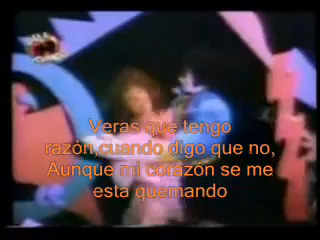 Veras que tengo
razón,cuando digo que no,
Aunque mi corazón se me
esta quemando